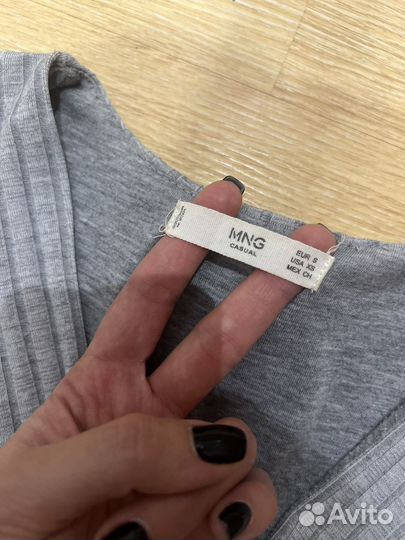 MNG
CASUAL
EUR S
USA XS
MEX CH
Avito